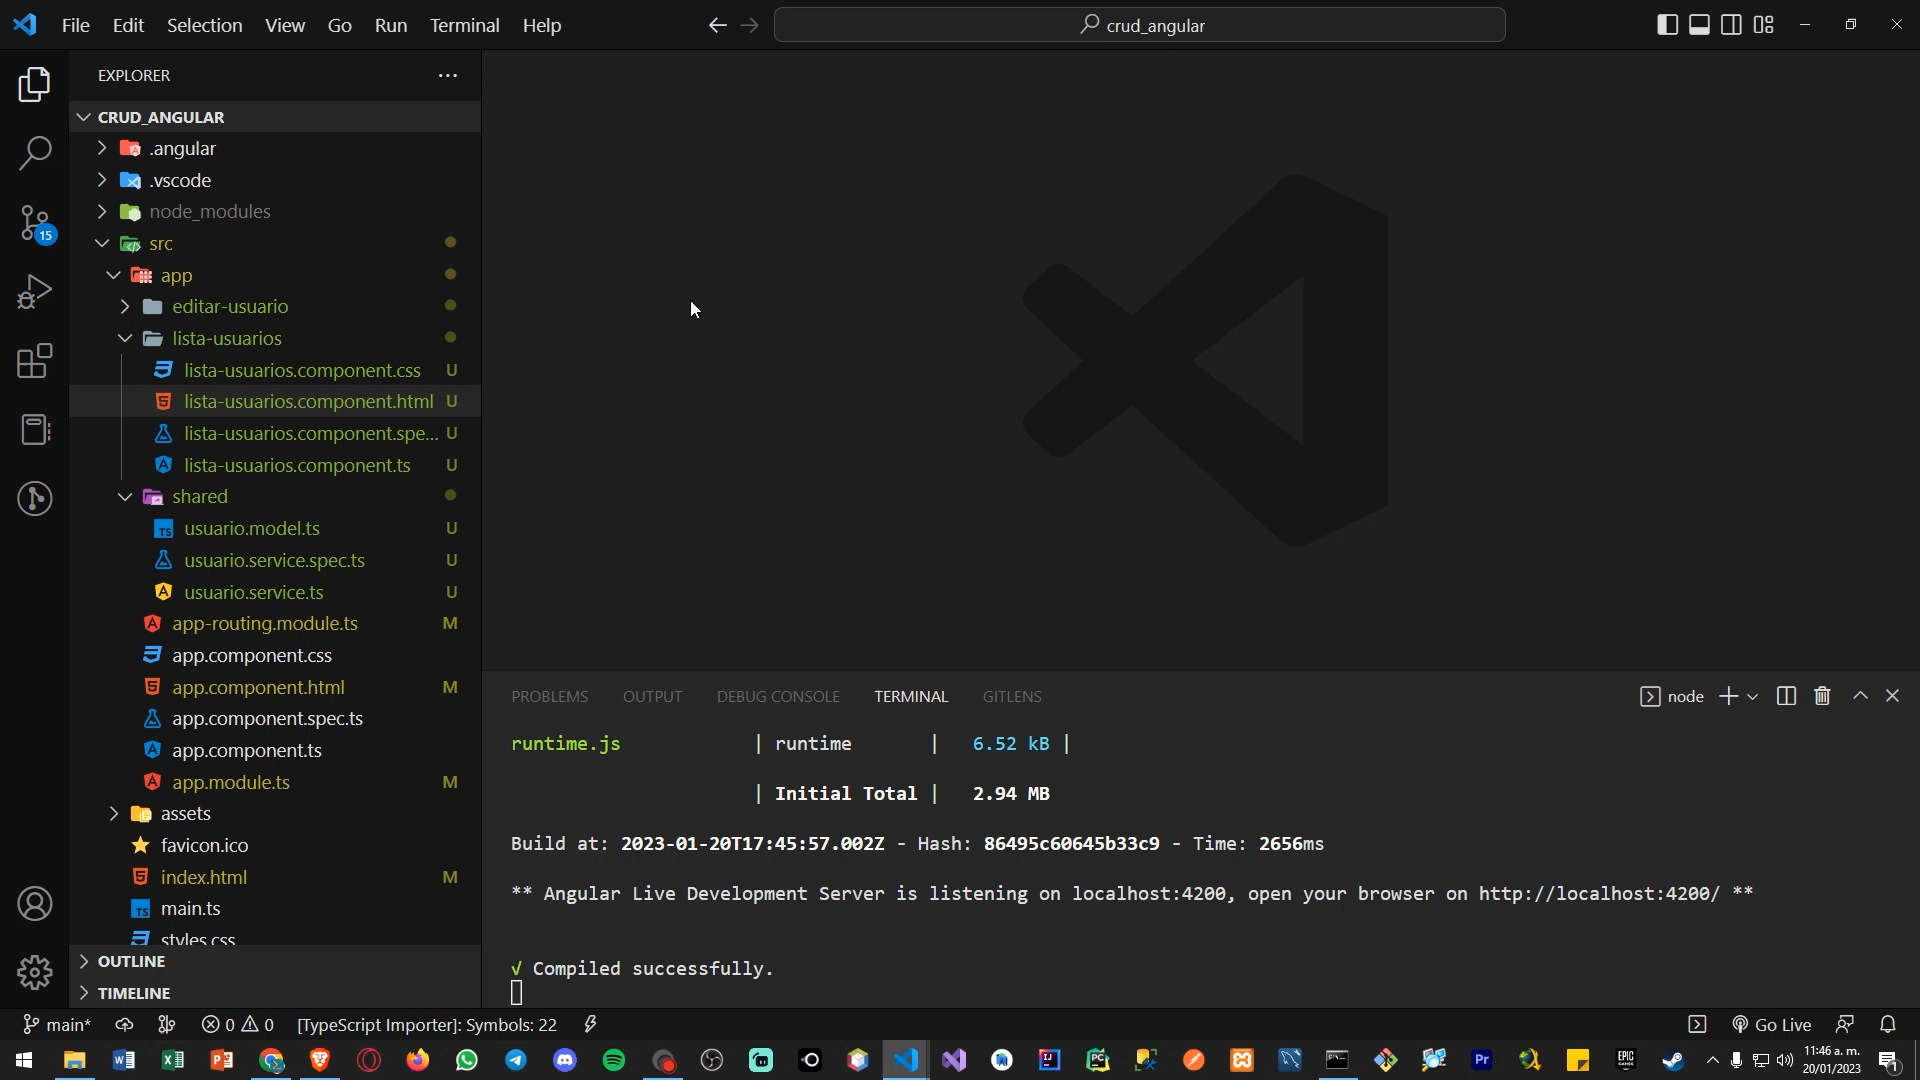 File Edit Selection View Go Run Terminal Help
crud_angular
EXPLORER
CRUD_ANGULAR
.angular
.vscode
node_modules
src
app
editar-usuario
lista-usuarios
lista-usuarios.component.css U
lista-usuarios.component.html U
lista-usuarios.component.spe... U
lista-usuarios.component.ts U
shared
usuario.model.ts U
usuario.service.spec.ts U
usuario.service.ts U
app-routing.module.ts M
app.component.css
app.component.html M
app.component.spec.ts
app.component.ts
app.module.ts M
assets
favicon.ico
index.html M
main.ts
styles.css
OUTLINE
TIMELINE
15
PROBLEMS OUTPUT DEBUG CONSOLE TERMINAL GITLENS
node
runtime.js | runtime | 6.52 kB |
| Initial Total | 2.94 MB
Build at: 2023-01-20T17:45:57.002Z - Hash: 86495c60645b33c9 - Time: 2656ms
** Angular Live Development Server is listening on localhost:4200, open your browser on http://localhost:4200/ **
√ Compiled successfully.
main* 0 0 [TypeScript Importer]: Symbols: 22 Go Live
11:46 a. m.
20/01/2023
1